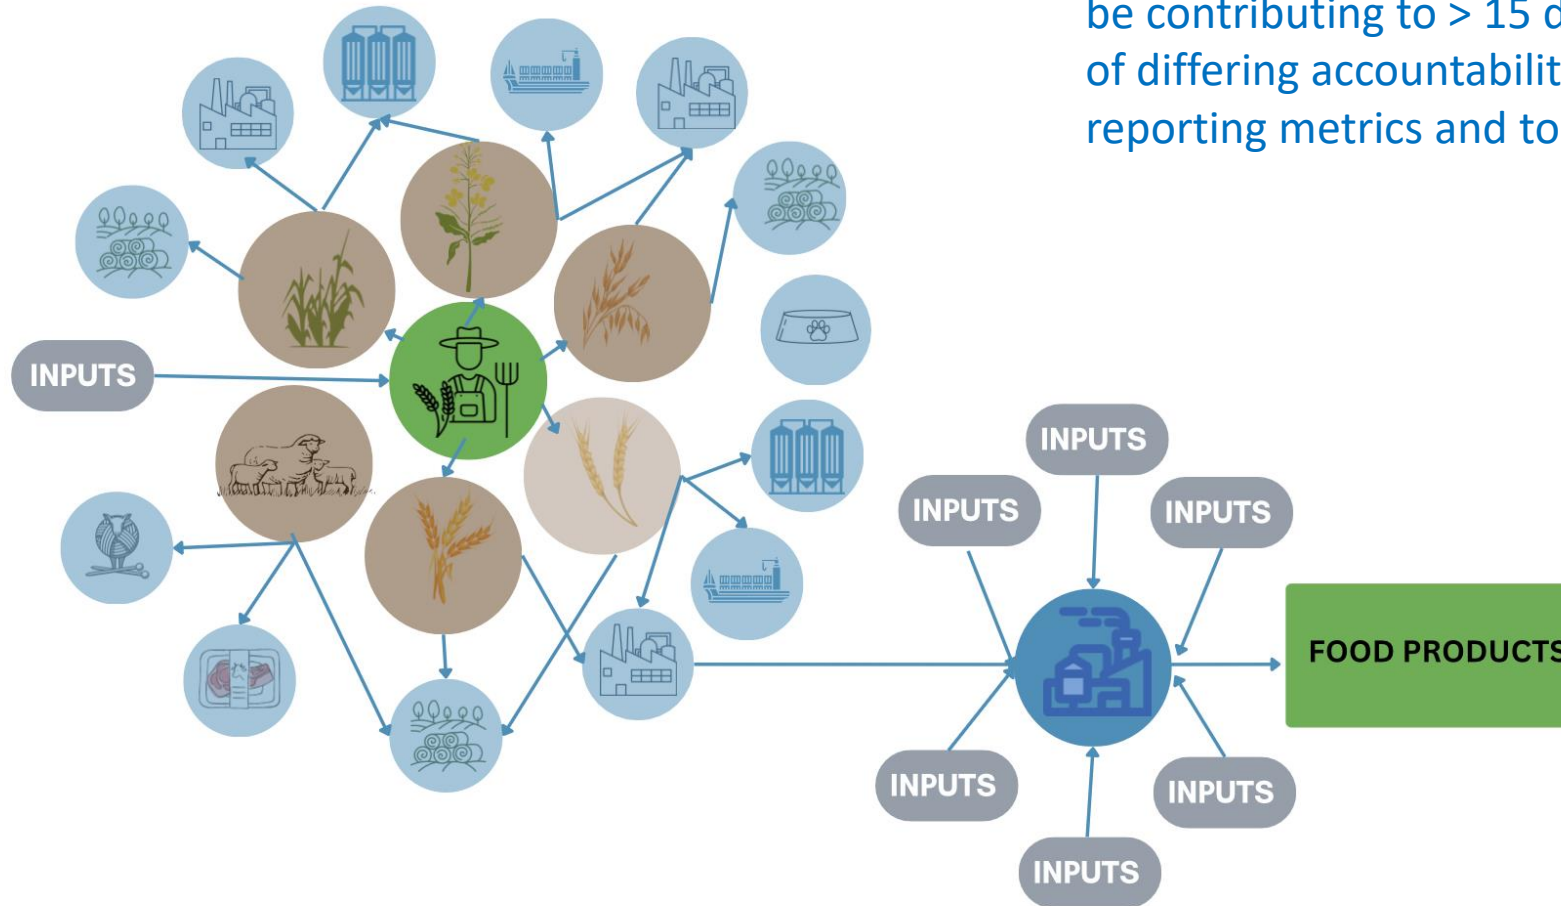 be contributing to > 15 d
of differing accountabilit
reporting metrics and to
INPUTS
INPUTS
INPUTS
INPUTS
FOOD PRODUCTS
INPUTS
INPUTS
INPUTS